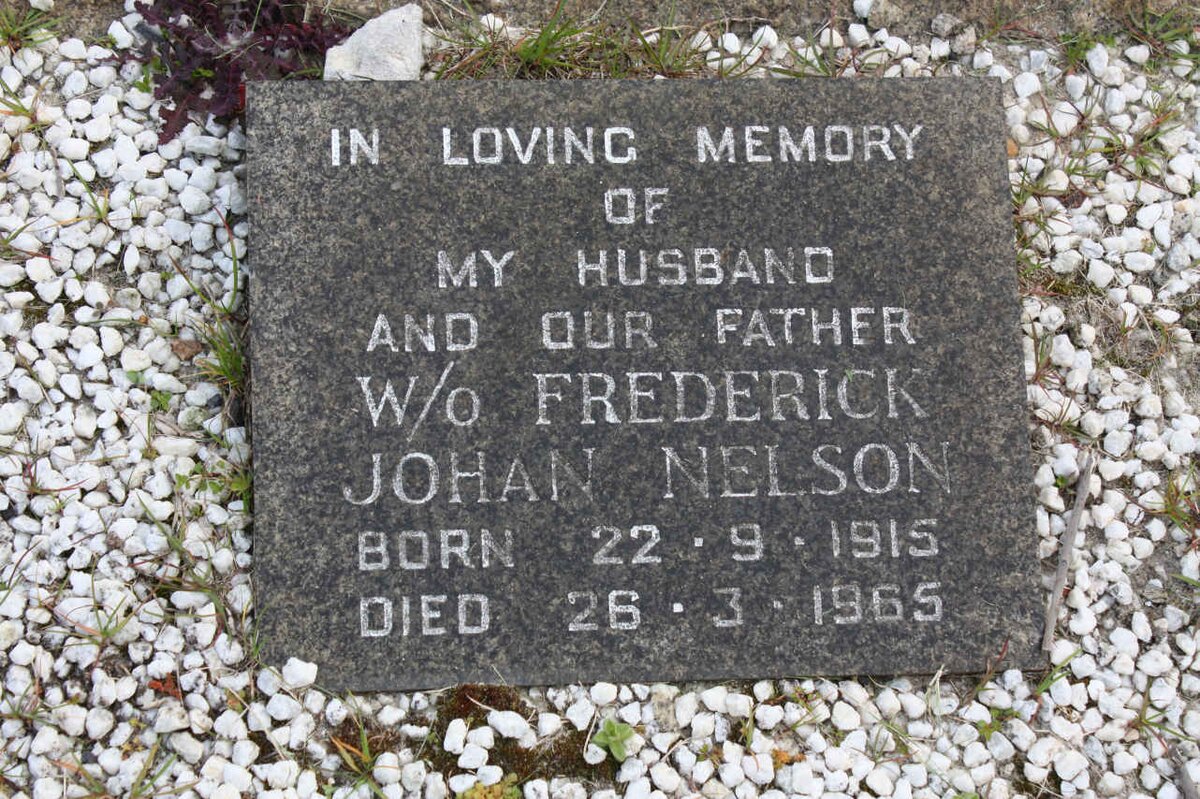 IN LOVING MEMORY
OF
MY HUSBAND
AND OUR FATHER
W/o FREDERICK
JOHAN NELSON
BORN 22 · 9 · 1915
DIED 26 · 3 · 1965